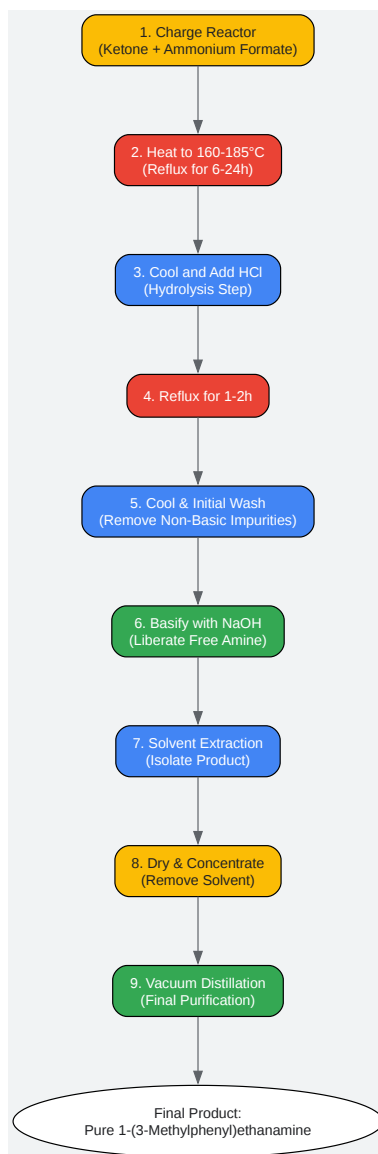 1. Charge Reactor
(Ketone + Ammonium Formate)
2. Heat to 160-185°C
(Reflux for 6-24h)
3. Cool and Add HCl
(Hydrolysis Step)
4. Reflux for 1-2h
5. Cool & Initial Wash
(Remove Non-Basic Impurities)
6. Basify with NaOH
(Liberate Free Amine)
7. Solvent Extraction
(Isolate Product)
8. Dry & Concentrate
(Remove Solvent)
9. Vacuum Distillation
(Final Purification)
Final Product:
Pure 1-(3-Methylphenyl)ethanamine